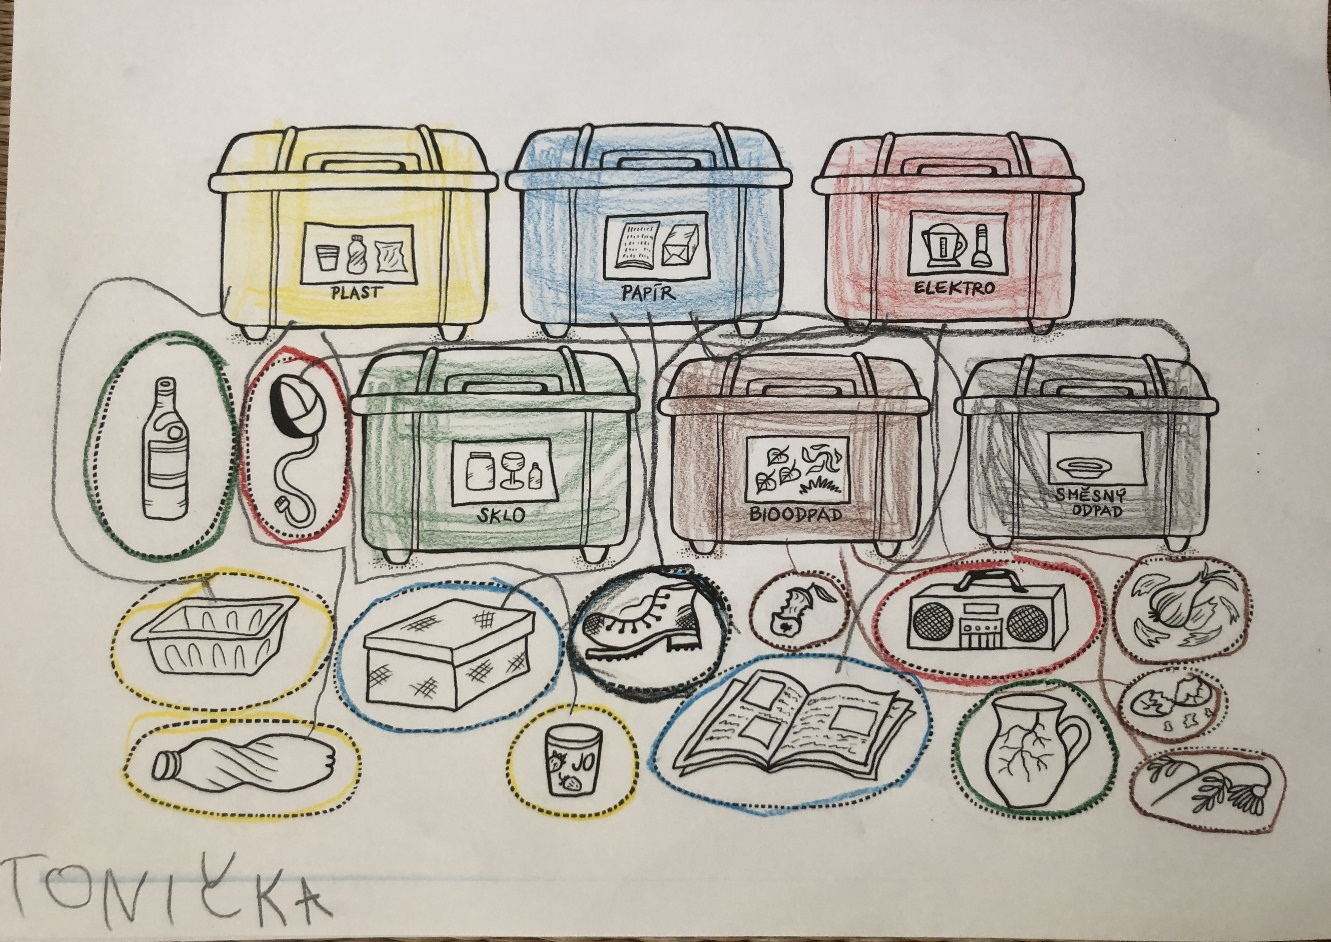 PLAST
PAPÍR
ELEKTRO
SKLO
BIOODPAD
SMĚSNÝ
ODPAD
JO
TONIČKA